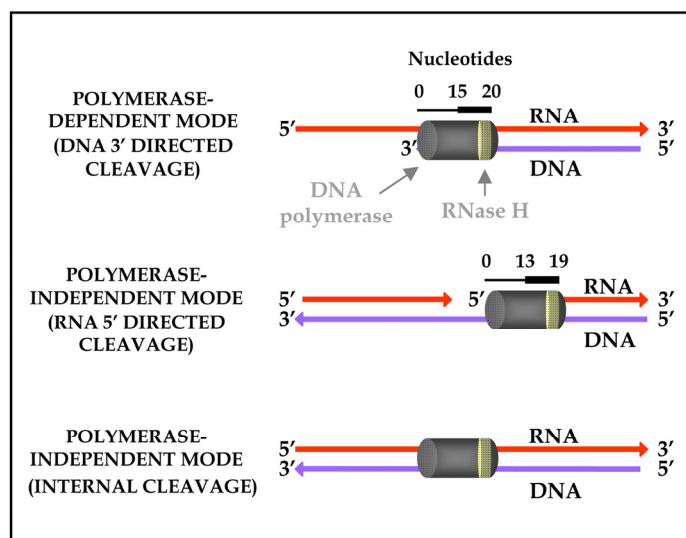 Nucleotides
0 15 20
POLYMERASE-
DEPENDENT MODE
(DNA 3′ DIRECTED
CLEAVAGE)
5′ RNA 3′
3′ DNA 5′
DNA
polymerase
RNase H
0 13 19
POLYMERASE-
INDEPENDENT MODE
(RNA 5′ DIRECTED
CLEAVAGE)
5′ 5′ RNA 3′
3′ DNA 5′
POLYMERASE-
INDEPENDENT MODE
(INTERNAL CLEAVAGE)
5′ RNA 3′
3′ DNA 5′